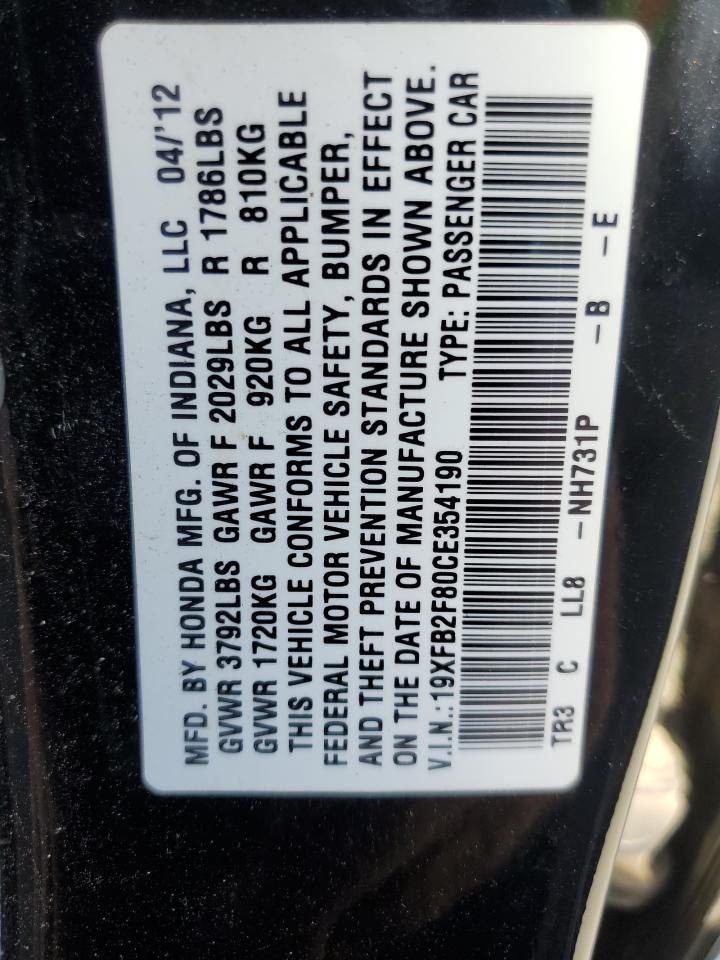 MFD. BY HONDA MFG. OF INDIANA, LLC 04/'12
GVWR 3792LBS GAWR F 2029LBS R 1786LBS
GVWR 1720KG GAWR F 920KG R 810KG
THIS VEHICLE CONFORMS TO ALL APPLICABLE
FEDERAL MOTOR VEHICLE SAFETY, BUMPER,
AND THEFT PREVENTION STANDARDS IN EFFECT
ON THE DATE OF MANUFACTURE SHOWN ABOVE.
V.I.N.:19XFB2F80CE354190 TYPE: PASSENGER CAR
TR3 C LL8 -NH731P -B -E